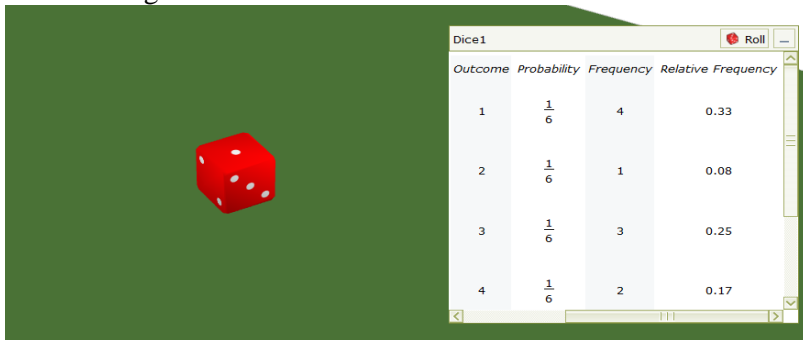 Dice1 Roll
Outcome Probability Frequency Relative Frequency
1 1/6 4 0.33
2 1/6 1 0.08
3 1/6 3 0.25
4 1/6 2 0.17